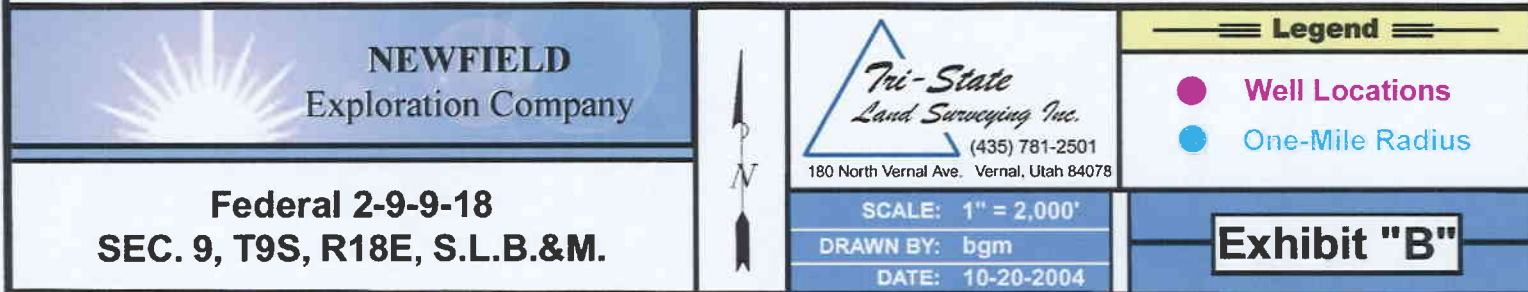 NEWFIELD
Exploration Company
Federal 2-9-9-18
SEC. 9, T9S, R18E, S.L.B.&M.
N
Tri-State
Land Surveying Inc.
(435) 781-2501
180 North Vernal Ave. Vernal, Utah 84078
SCALE: 1" = 2,000'
DRAWN BY: bgm
DATE: 10-20-2004
Legend
Well Locations
One-Mile Radius
Exhibit "B"